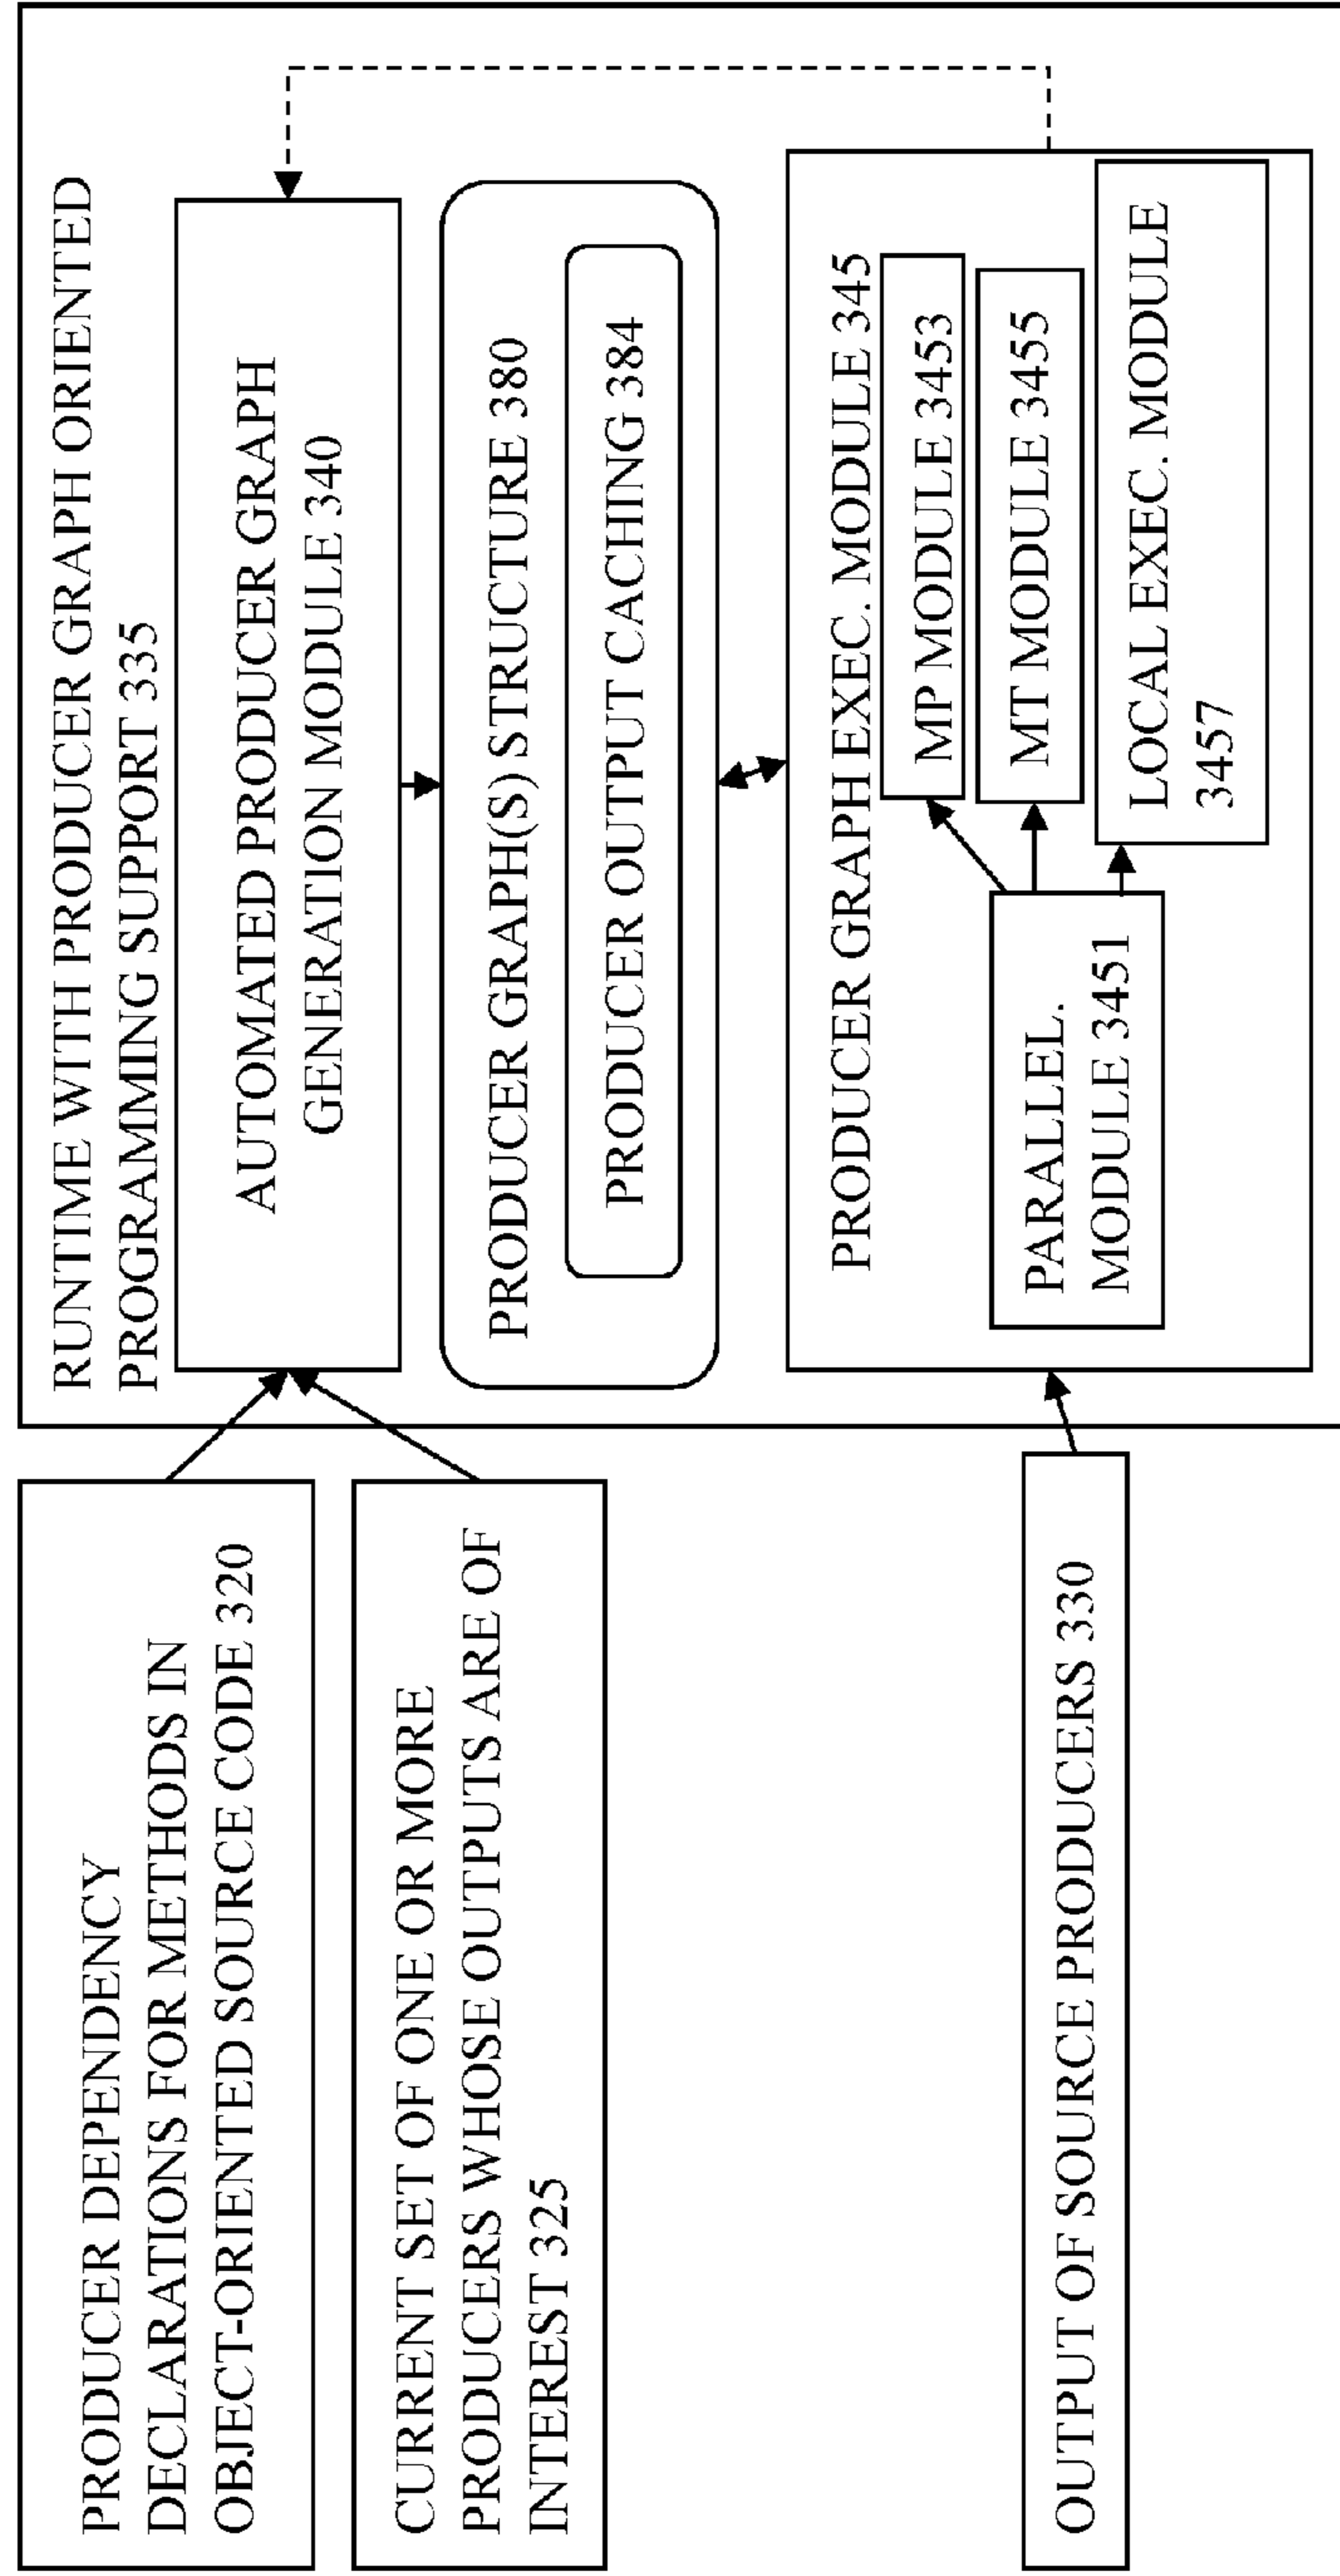 PRODUCER DEPENDENCY
DECLARATIONS FOR METHODS IN
OBJECT-ORIENTED SOURCE CODE 320
CURRENT SET OF ONE OR MORE
PRODUCERS WHOSE OUTPUTS ARE OF
INTEREST 325
OUTPUT OF SOURCE PRODUCERS 330
RUNTIME WITH PRODUCER GRAPH ORIENTED
PROGRAMMING SUPPORT 335
AUTOMATED PRODUCER GRAPH
GENERATION MODULE 340
PRODUCER GRAPH(S) STRUCTURE 380
PRODUCER OUTPUT CACHING 384
PRODUCER GRAPH EXEC. MODULE 345
PARALLEL.
MODULE 3451
MP MODULE 3453
MT MODULE 3455
LOCAL EXEC. MODULE
3457